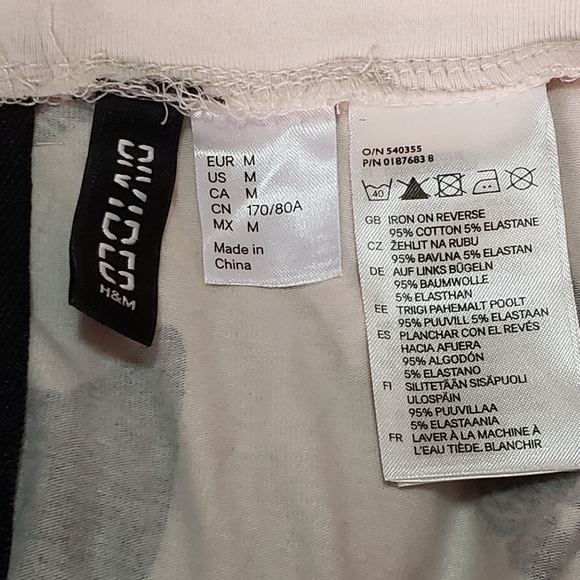 DIVIDED
H&M
EUR M
US M
CA M
CN 170/80A
MX M
Made in
China
O/N 540355
P/N 0187683 8
40
GB IRON ON REVERSE
95% COTTON 5% ELASTANE
CZ ŽEHLIT NA RUBU
95% BAVLNA 5% ELASTAN
DE AUF LINKS BÜGELN
95% BAUMWOLLE
5% ELASTHAN
EE TRIIGI PAHEMALT POOLT
95% PUUVILL 5% ELASTAAN
ES PLANCHAR CON EL REVÉS
HACIA AFUERA
95% ALGODÓN
5% ELASTANO
FI SILITETÄÄN SISÄPUOLI
ULOSPÄIN
95% PUUVILLAA
5% ELASTAANIA
FR LAVER À LA MACHINE À
L'EAU TIÈDE. BLANCHIR